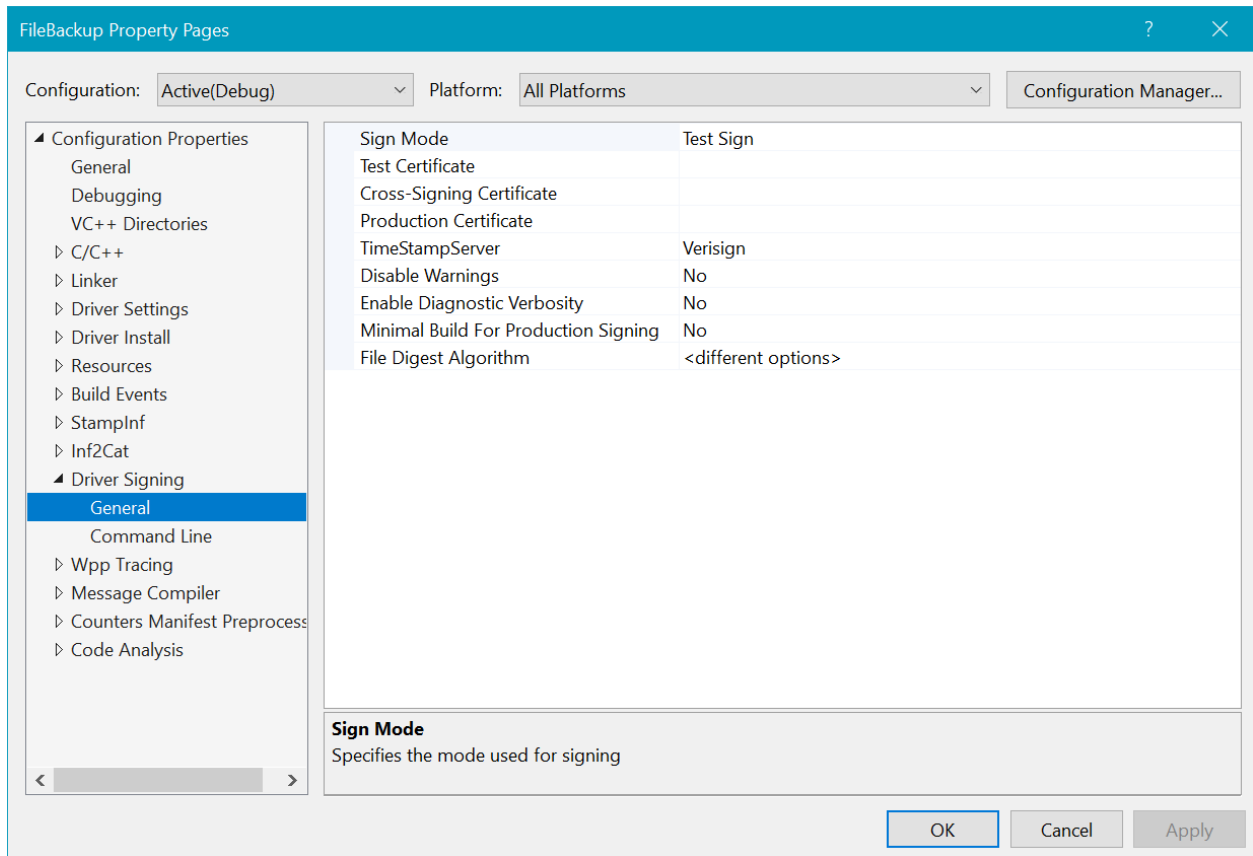 FileBackup Property Pages
?
Configuration: Active(Debug) Platform: All Platforms Configuration Manager...
Configuration Properties
General
Debugging
VC++ Directories
C/C++
Linker
Driver Settings
Driver Install
Resources
Build Events
StampInf
Inf2Cat
Driver Signing
General
Command Line
Wpp Tracing
Message Compiler
Counters Manifest Preprocess
Code Analysis
Sign Mode Test Sign
Test Certificate
Cross-Signing Certificate
Production Certificate
TimeStampServer Verisign
Disable Warnings No
Enable Diagnostic Verbosity No
Minimal Build For Production Signing No
File Digest Algorithm <different options>
Sign Mode
Specifies the mode used for signing
OK Cancel Apply